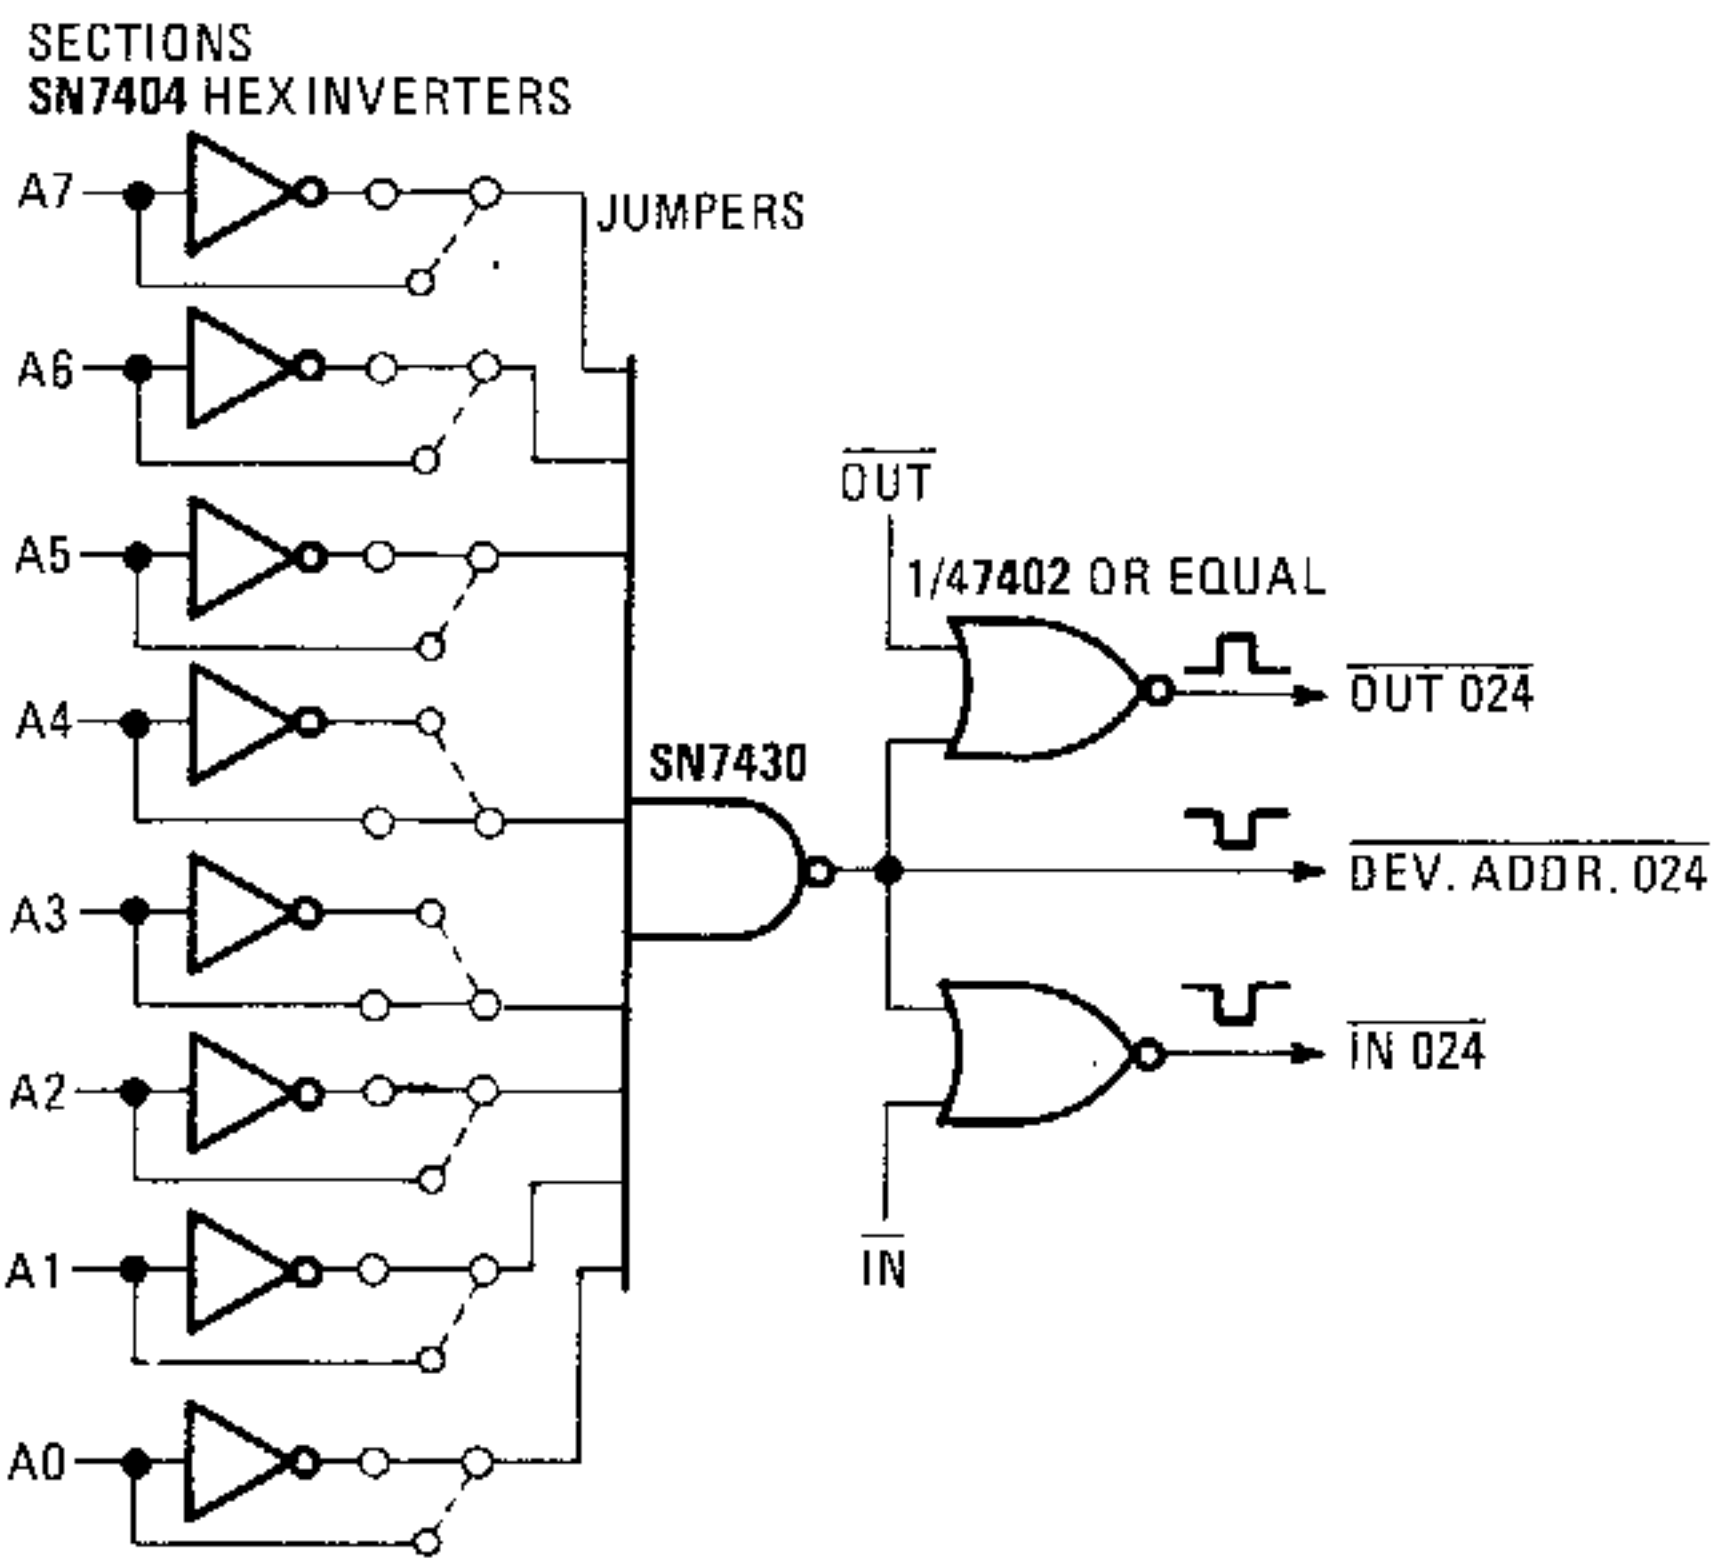 SECTIONS
SN7404 HEX INVERTERS
A7
JUMPERS
A6
OUT
A5
1/47402 OR EQUAL
A4
OUT 024
SN7430
A3
DEV. ADDR. 024
IN 024
A2
A1
IN
A0